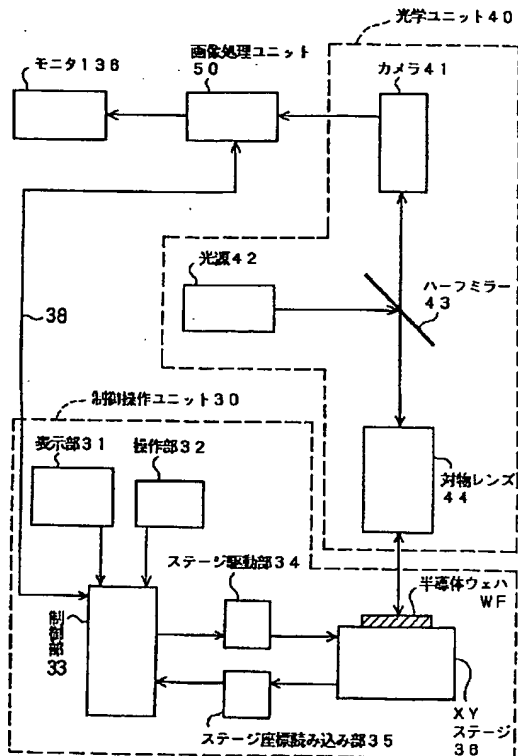 光学ユニット40
画像処理ユニット
50
モニタ136
カメラ41
光源42
ハーフミラー
43
38
制御操作ユニット30
表示部31
操作部32
対物レンズ
44
ステージ駆動部34
半導体ウェハ
WF
制御部
33
ステージ座標読み込み部35
XY
ステージ
36